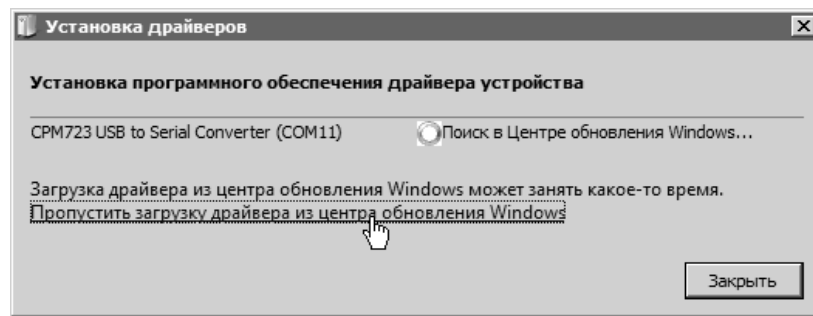 Установка драйверов
Установка программного обеспечения драйвера устройства
CPM723 USB to Serial Converter (COM11) Поиск в Центре обновления Windows...
Загрузка драйвера из центра обновления Windows может занять какое-то время.
Пропустить загрузку драйвера из центра обновления Windows
Закрыть